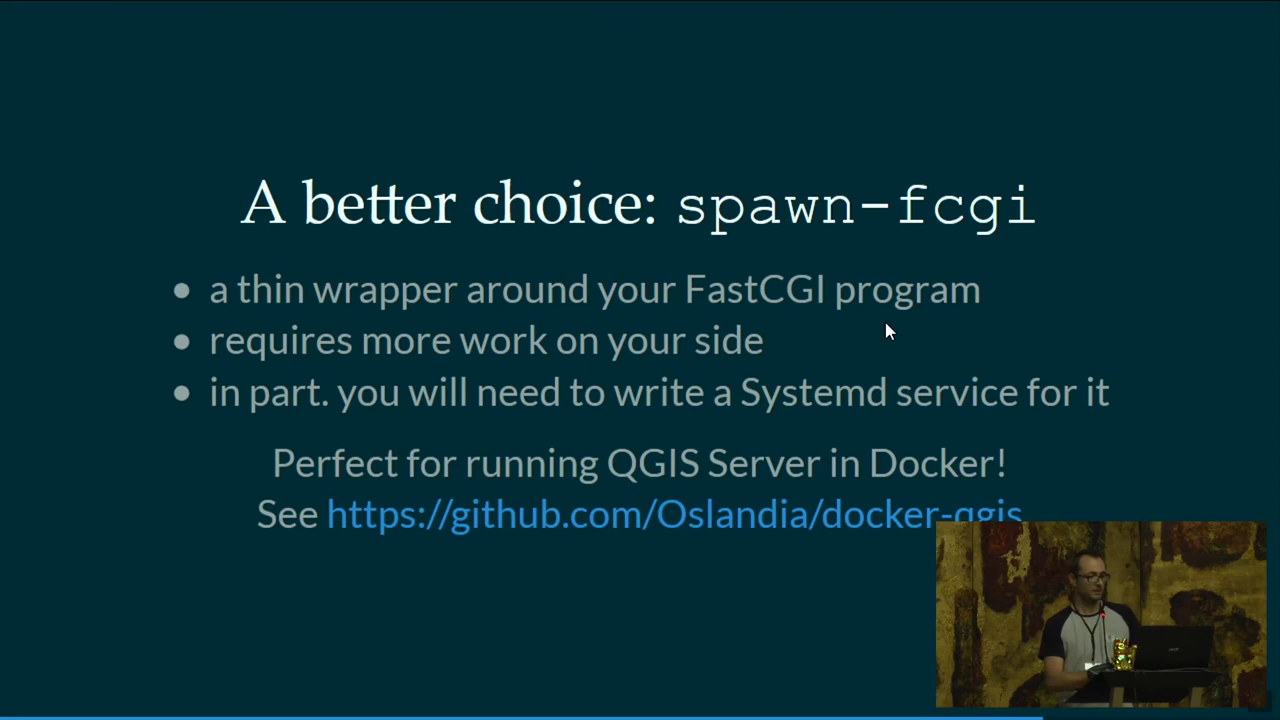 A better choice: spawn-fcgi
• a thin wrapper around your FastCGI program
• requires more work on your side
• in part. you will need to write a Systemd service for it
Perfect for running QGIS Server in Docker!
See https://github.com/Oslandia/docker-qgis